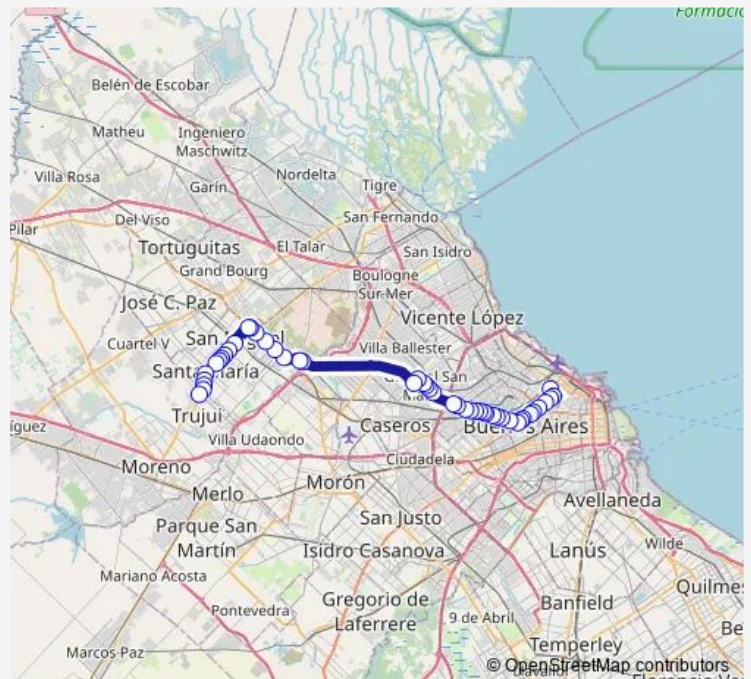 Formació
Belén de Escobar
Matheu
Ingeniero
Maschwitz
Villa Rosa
Garín
Nordelta
Tigre
Del Viso
San Fernando
Pilar
Tortuguitas
El Talar
San Isidro
Grand Bourg
Boulogne
Sur Mer
José C. Paz
Vicente López
Cuartel V
San
Villa Ballester
Santa María
Trujui
Caseros
Buenos Aires
Villa Udaondo
Ciudadela
Moreno
Morón
Merlo
Avellaneda
Parque San
Martín
San Justo
Isidro Casanova
Lanús
Wilde
Mariano Acosta
Gregorio de
Laferrere
Pontevedra
9 de Abril
Banfield
Quilmes
Temperley
Marcos Paz
© OpenStreetMap contributors